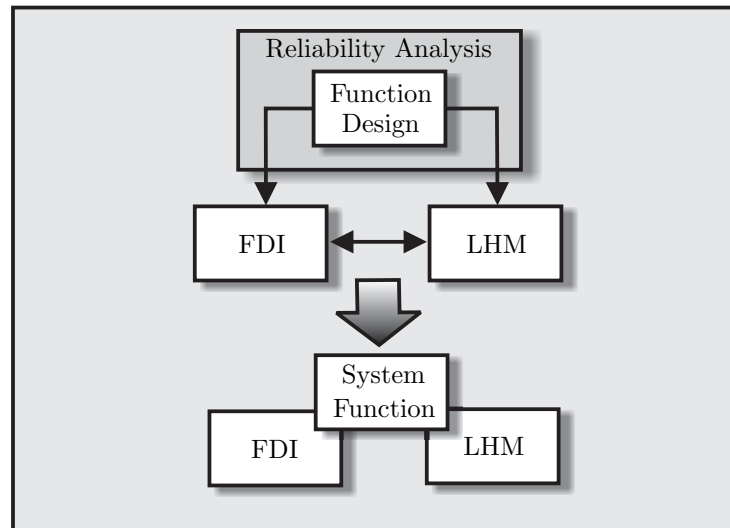 Reliability Analysis
Function
Design
FDI
LHM
System
Function
FDI
LHM